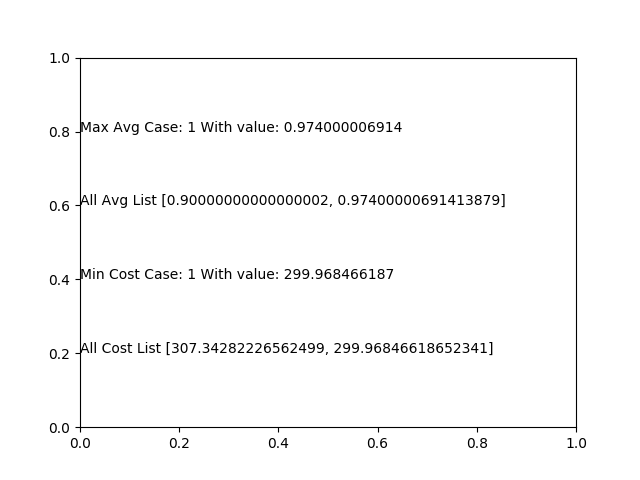 1.0
Max Avg Case: 1 With value: 0.974000006914
0.8
All Avg List [0.90000000000000002, 0.97400000691413879]
0.6
Min Cost Case: 1 With value: 299.968466187
0.4
All Cost List [307.34282226562499, 299.96846618652341]
0.2
0.0
0.0 0.2 0.4 0.6 0.8 1.0